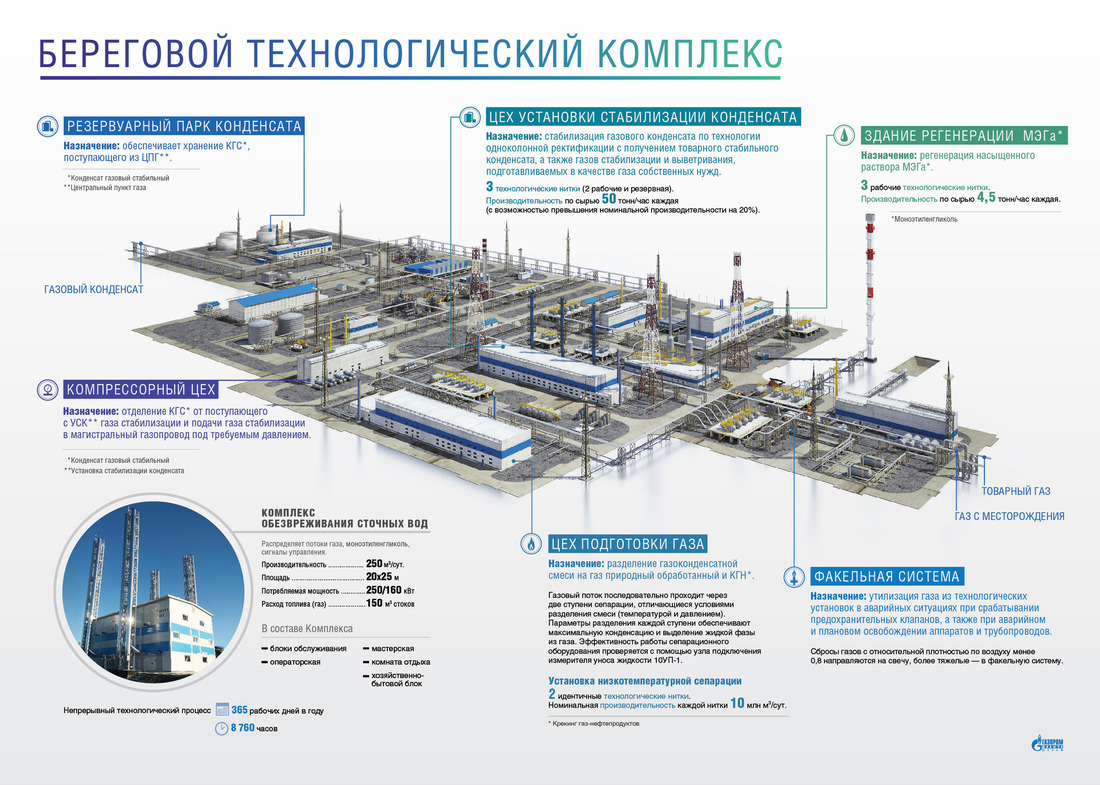 БЕРЕГОВОЙ ТЕХНОЛОГИЧЕСКИЙ КОМПЛЕКС
РЕЗЕРВУАРНЫЙ ПАРК КОНДЕНСАТА
Назначение: обеспечивает хранение КГС*,
поступающего из ЦПГ**.
*Конденсат газовый стабильный
**Центральный пункт газа
ЦЕХ УСТАНОВКИ СТАБИЛИЗАЦИИ КОНДЕНСАТА
Назначение: стабилизация газового конденсата по технологии
одноколонной ректификации с получением товарного стабильного
конденсата, а также газов стабилизации и выветривания,
подготавливаемых в качестве газа собственных нужд.
3 технологические нитки (2 рабочие и резервная).
Производительность по сырью 50 тонн/час каждая
(с возможностью превышения номинальной производительности на 20%).
ЗДАНИЕ РЕГЕНЕРАЦИИ МЭГа*
Назначение: регенерация насыщенного
раствора МЭГа*.
3 рабочие технологические нитки.
Производительность по сырью 4,5 тонн/час каждая.
*Моноэтиленгликоль
ГАЗОВЫЙ КОНДЕНСАТ
КОМПРЕССОРНЫЙ ЦЕХ
Назначение: отделение КГС* от поступающего
с УСК** газа стабилизации и подачи газа стабилизации
в магистральный газопровод под требуемым давлением.
*Конденсат газовый стабильный
**Установка стабилизации конденсата
ТОВАРНЫЙ ГАЗ
ГАЗ С МЕСТОРОЖДЕНИЯ
КОМПЛЕКС
ОБЕЗВРЕЖИВАНИЯ СТОЧНЫХ ВОД
Распределяет потоки газа, моноэтиленгликоль,
сигналы управления.
Производительность .................. 250 м³/сут.
Площадь .................................... 20х25 м
Потребляемая мощность ........... 250/160 кВт
Расход топлива (газ) .................. 150 м³ стоков
В составе Комплекса
блоки обслуживания
операторская
мастерская
комната отдыха
хозяйственно-
бытовой блок
Непрерывный технологический процесс 365 рабочих дней в году
8 760 часов
ЦЕХ ПОДГОТОВКИ ГАЗА
Назначение: разделение газоконденсатной
смеси на газ природный обработанный и КГН*.
Газовый поток последовательно проходит через
две ступени сепарации, отличающиеся условиями
разделения смеси (температурой и давлением).
Параметры разделения каждой ступени обеспечивают
максимальную конденсацию и выделение жидкой фазы
из газа. Эффективность работы сепарационного
оборудования проверяется с помощью узла подключения
измерителя уноса жидкости 10УП-1.
Установка низкотемпературной сепарации
2 идентичные технологические нитки.
Номинальная производительность каждой нитки 10 млн м³/сут.
* Крекинг газ-нефтепродуктов
ФАКЕЛЬНАЯ СИСТЕМА
Назначение: утилизация газа из технологических
установок в аварийных ситуациях при срабатывании
предохранительных клапанов, а также при аварийном
и плановом освобождении аппаратов и трубопроводов.
Сбросы газов с относительной плотностью по воздуху менее
0,8 направляются на свечу, более тяжелые — в факельную систему.
ГАЗПРОМ